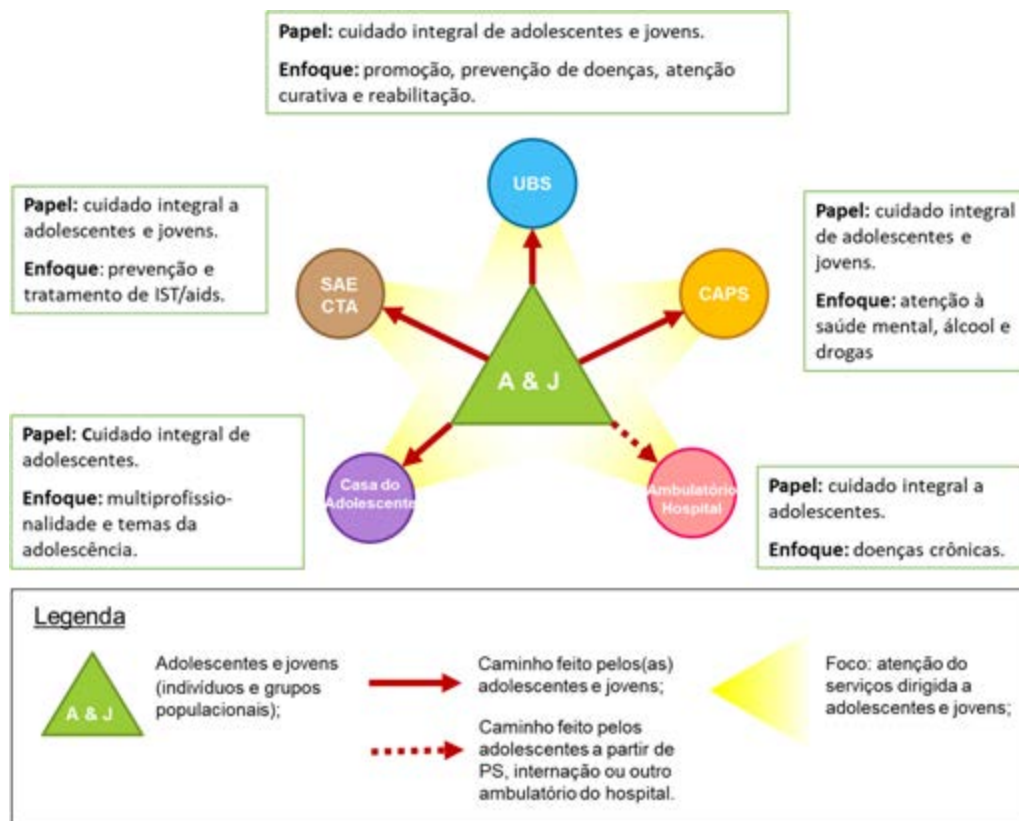 Papel: cuidado integral de adolescentes e jovens.
Enfoque: promoção, prevenção de doenças, atenção
curativa e reabilitação.
UBS
Papel: cuidado integral a
adolescentes e jovens.
Enfoque: prevenção e
tratamento de IST/aids.
SAE
CTA
CAPS
Papel: cuidado integral
de adolescentes e
jovens.
Enfoque: atenção à
saúde mental, álcool e
drogas
A & J
Papel: Cuidado integral de
adolescentes.
Enfoque: multiprofissio-
nalidade e temas da
adolescência.
Casa do
Adolescente
Ambulatório
Hospital
Papel: cuidado integral a
adolescentes.
Enfoque: doenças crônicas.
Legenda
A & J
Adolescentes e jovens
(indivíduos e grupos
populacionais);
Caminho feito pelos(as)
adolescentes e jovens;
Caminho feito pelos
adolescentes a partir de
PS, internação ou outro
ambulatório do hospital.
Foco: atenção do
serviços dirigida a
adolescentes e jovens;